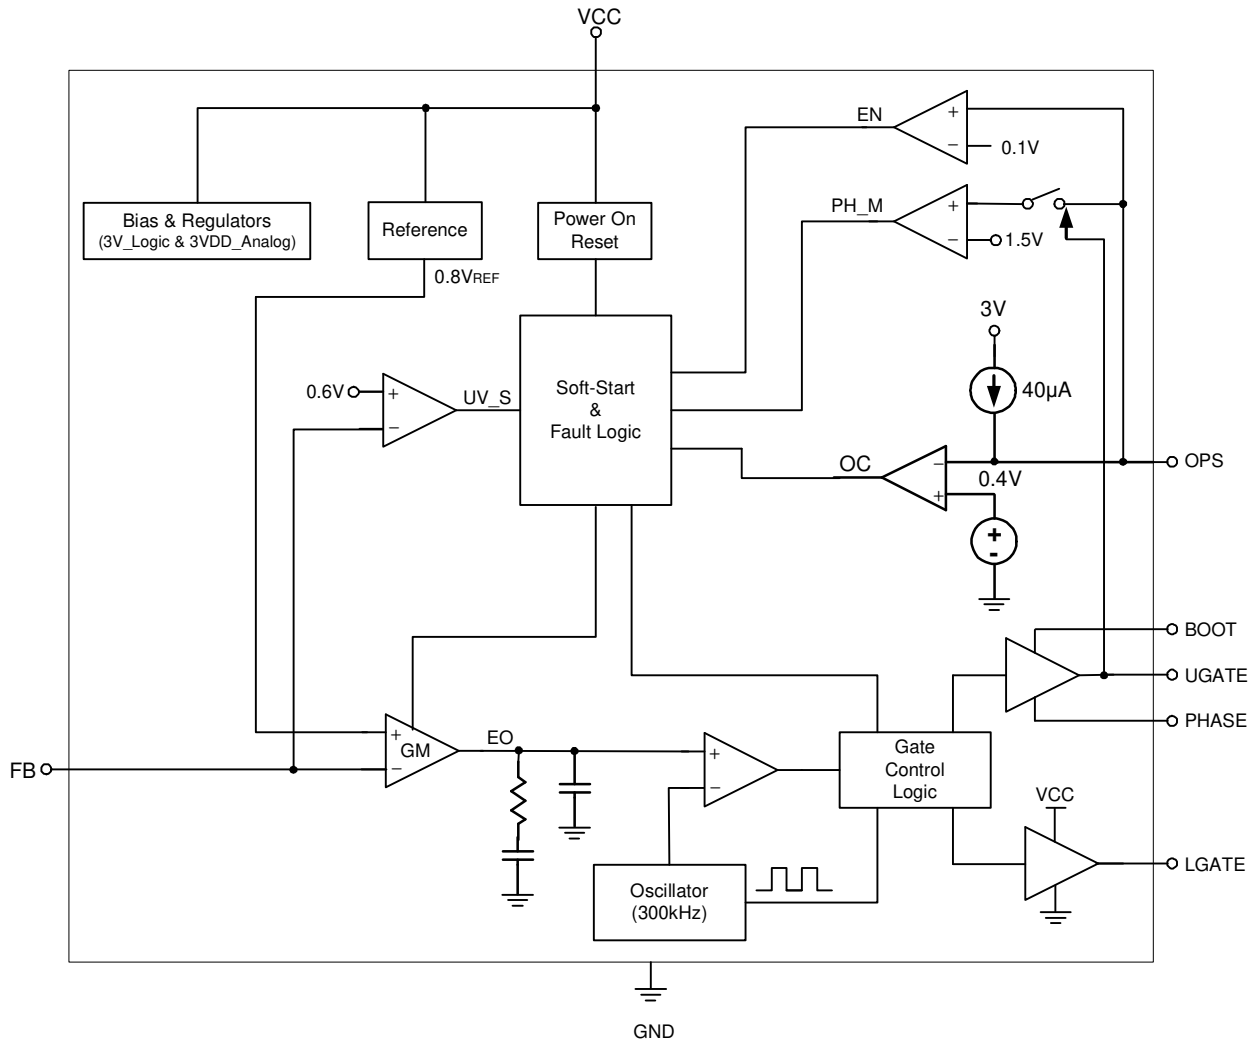 VCC
EN
+
−
0.1V
PH_M
+
−
1.5V
Bias & Regulators
(3V_Logic & 3VDD_Analog)
Reference
Power On
Reset
0.8VREF
3V
40µA
0.6V
+
−
UV_S
Soft-Start
&
Fault Logic
OC
−
+
0.4V
OPS
+
-
BOOT
UGATE
PHASE
FB
+
−
GM
EO
+
−
Gate
Control
Logic
VCC
LGATE
Oscillator
(300kHz)
GND